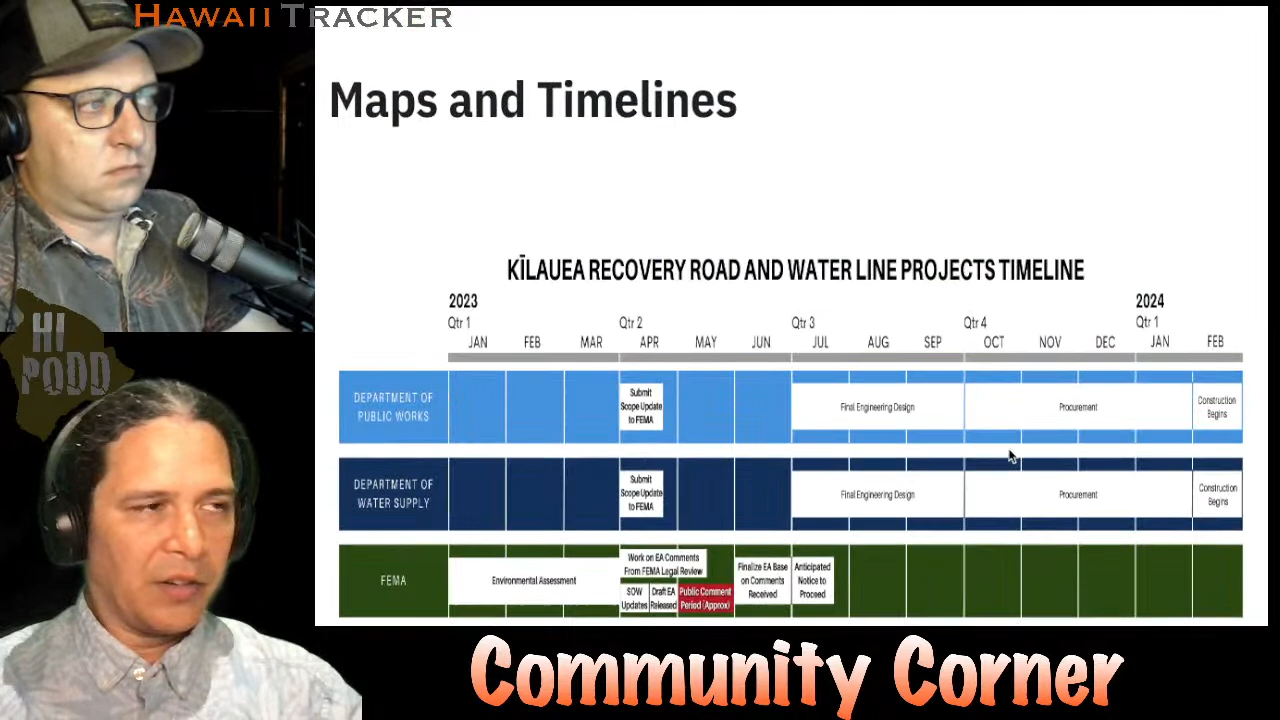 HAWAII TRACKER
Maps and Timelines
KĪLAUEA RECOVERY ROAD AND WATER LINE PROJECTS TIMELINE
2023 2024
Qtr 1 Qtr 2 Qtr 3 Qtr 4 Qtr 1
JAN FEB MAR APR MAY JUN JUL AUG SEP OCT NOV DEC JAN FEB
DEPARTMENT OF
PUBLIC WORKS
Submit
Scope Update
to FEMA
Final Engineering Design
Procurement
Construction
Begins
DEPARTMENT OF
WATER SUPPLY
Submit
Scope Update
to FEMA
Final Engineering Design
Procurement
Construction
Begins
FEMA
Environmental Assessment
Work on EA Comments
From FEMA Legal Review
SOW
Updates
Draft EA
Released
Public Comment
Period (Approx)
Finalize EA Base
on Comments
Received
Anticipated
Notice to
Proceed
HI
PODD
Community Corner